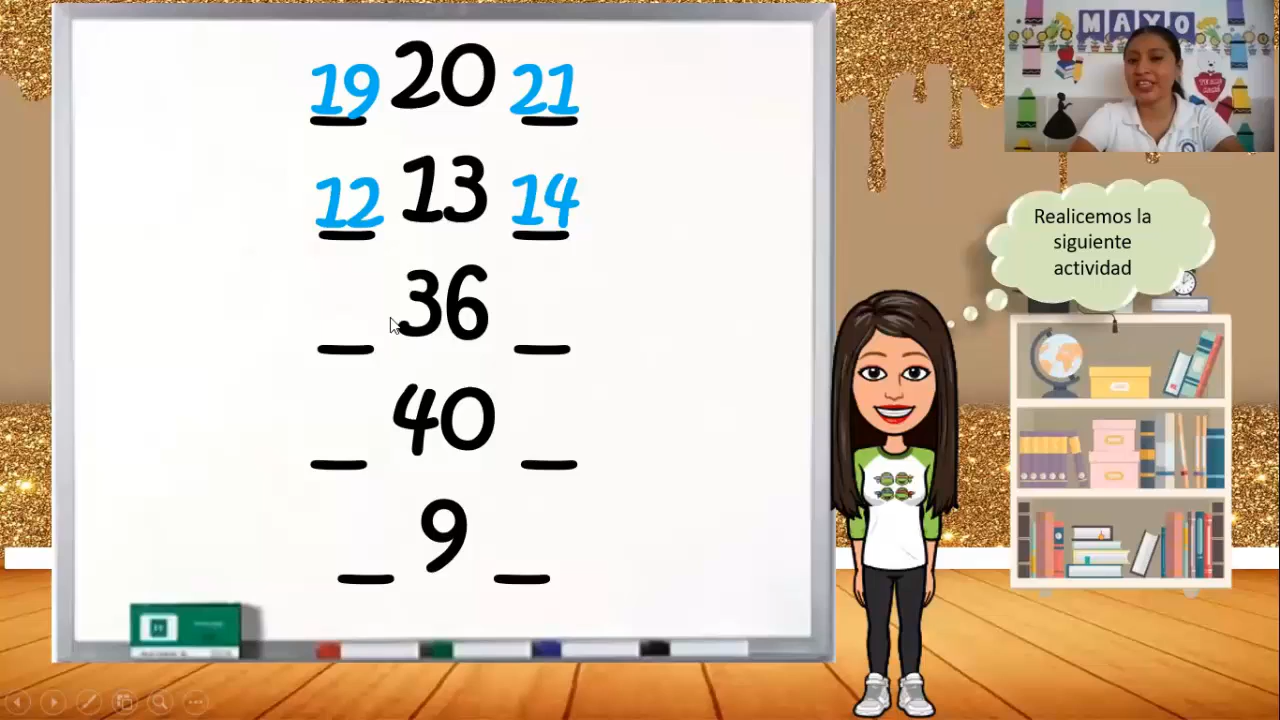 19 20 21
12 13 14
_ 36 _
_ 40 _
_ 9 _
MAYO
Realicemos la
siguiente
actividad